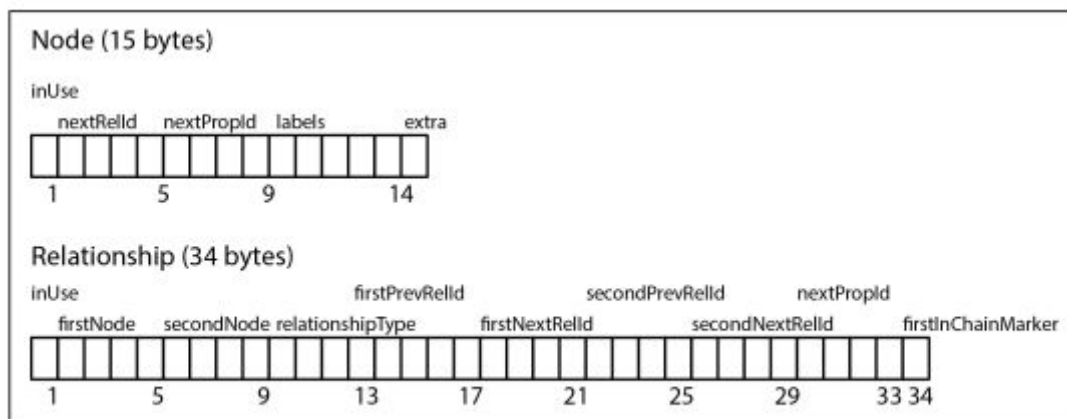 Node (15 bytes)
inUse
nextRelId nextPropId labels extra
1 5 9 14
Relationship (34 bytes)
inUse firstPrevRelId secondPrevRelId nextPropId
firstNode secondNode relationshipType firstNextRelId secondNextRelId firstInChainMarker
1 5 9 13 17 21 25 29 33 34